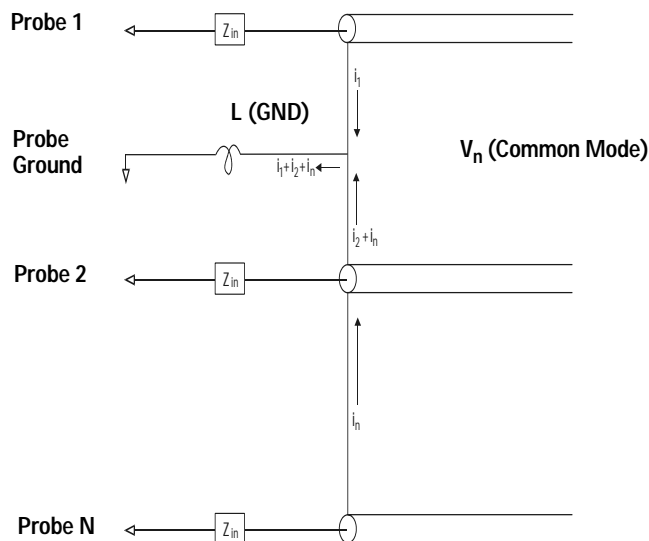 Probe 1
Zin
i1
L (GND)
Probe
Ground
i1+i2+in
Vn (Common Mode)
i2+in
Probe 2
Zin
in
Probe N
Zin